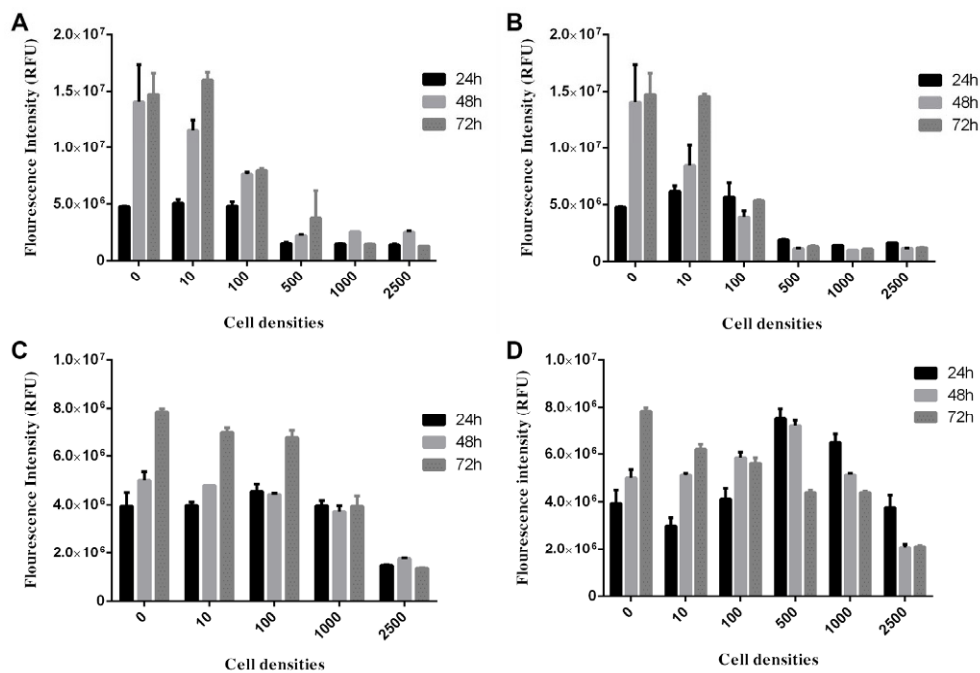 A
Flourescence Intensity (RFU)
2.0×10⁷
1.5×10⁷
1.0×10⁷
5.0×10⁶
0
0 10 100 500 1000 2500
Cell densities
24h
48h
72h
B
Flourescence Intensity (RFU)
2.0×10⁷
1.5×10⁷
1.0×10⁷
5.0×10⁶
0
0 10 100 500 1000 2500
Cell densities
24h
48h
72h
C
Flourescence Intensity (RFU)
1.0×10⁷
8.0×10⁶
6.0×10⁶
4.0×10⁶
2.0×10⁶
0
0 10 100 1000 2500
Cell densities
24h
48h
72h
D
Flourescence intensity (RFU)
1.0×10⁷
8.0×10⁶
6.0×10⁶
4.0×10⁶
2.0×10⁶
0
0 10 100 500 1000 2500
Cell densities
24h
48h
72h